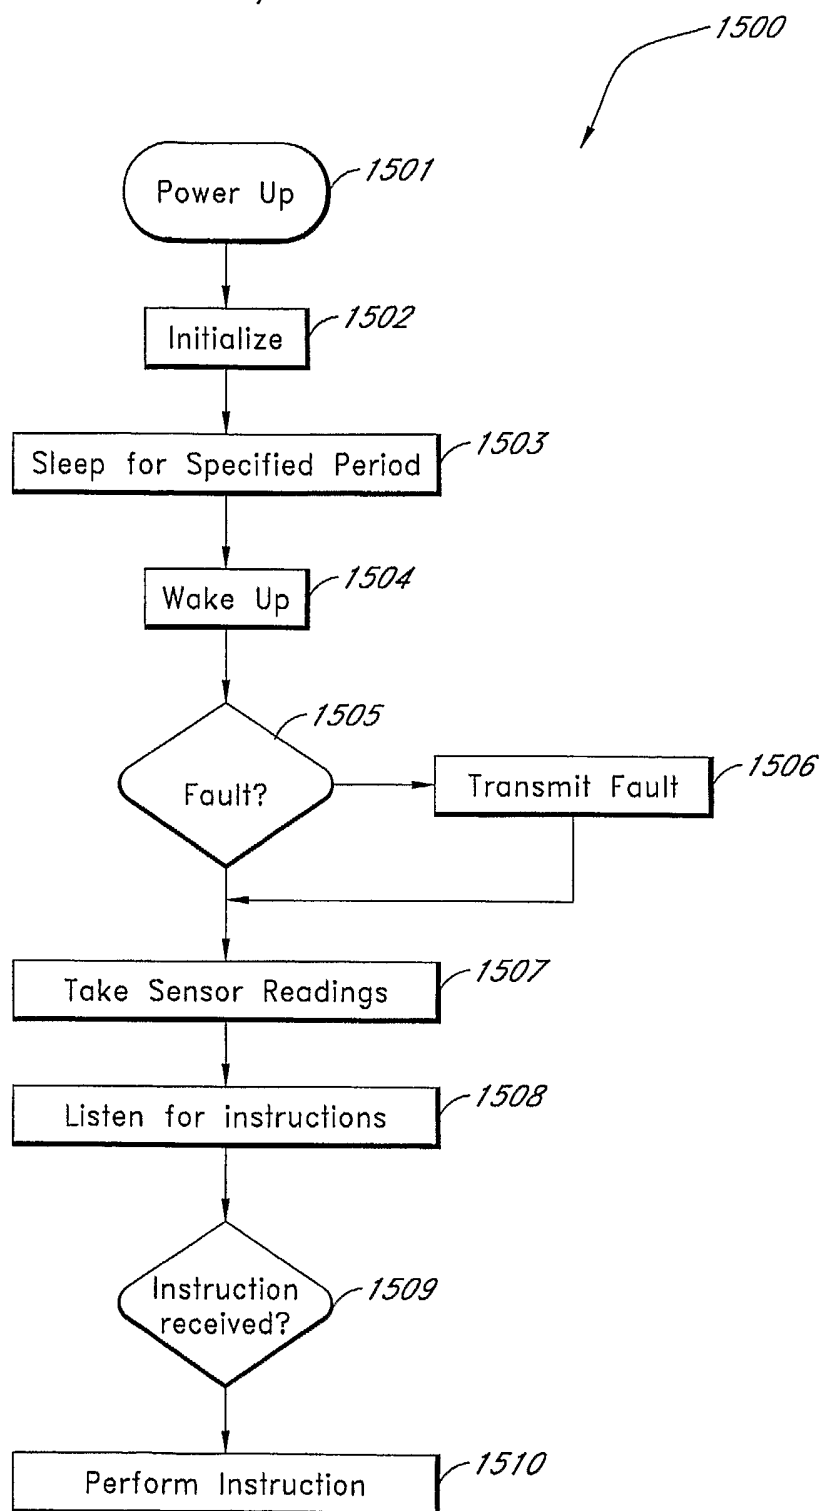 1500
Power Up
1501
Initialize
1502
Sleep for Specified Period
1503
Wake Up
1504
1505
Fault?
Transmit Fault
1506
Take Sensor Readings
1507
Listen for instructions
1508
Instruction
received?
1509
Perform Instruction
1510